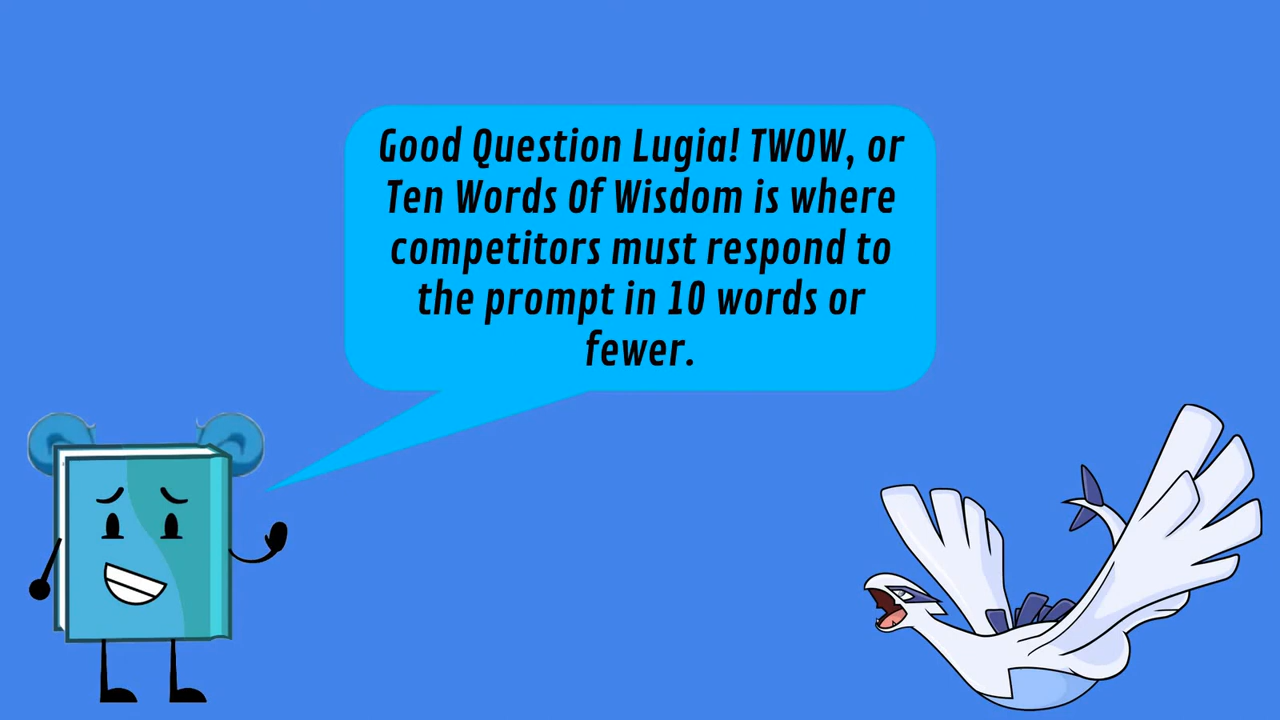 Good Question Lugia! TWOW, or
Ten Words Of Wisdom is where
competitors must respond to
the prompt in 10 words or
fewer.